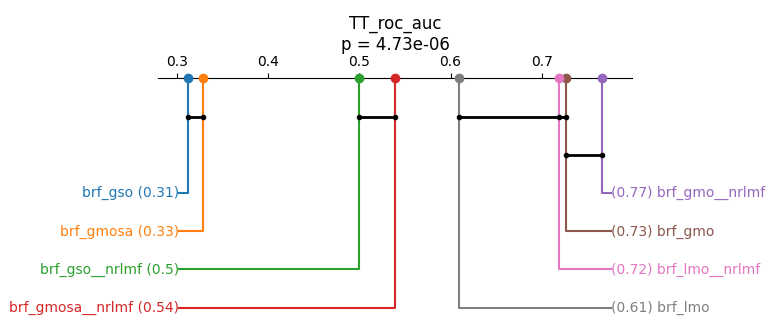 TT_roc_auc
p = 4.73e-06
0.3 0.4 0.5 0.6 0.7
brf_gso (0.31) (0.77) brf_gmo__nrlmf
brf_gmosa (0.33) (0.73) brf_gmo
brf_gso__nrlmf (0.5) (0.72) brf_lmo__nrlmf
brf_gmosa__nrlmf (0.54) (0.61) brf_lmo